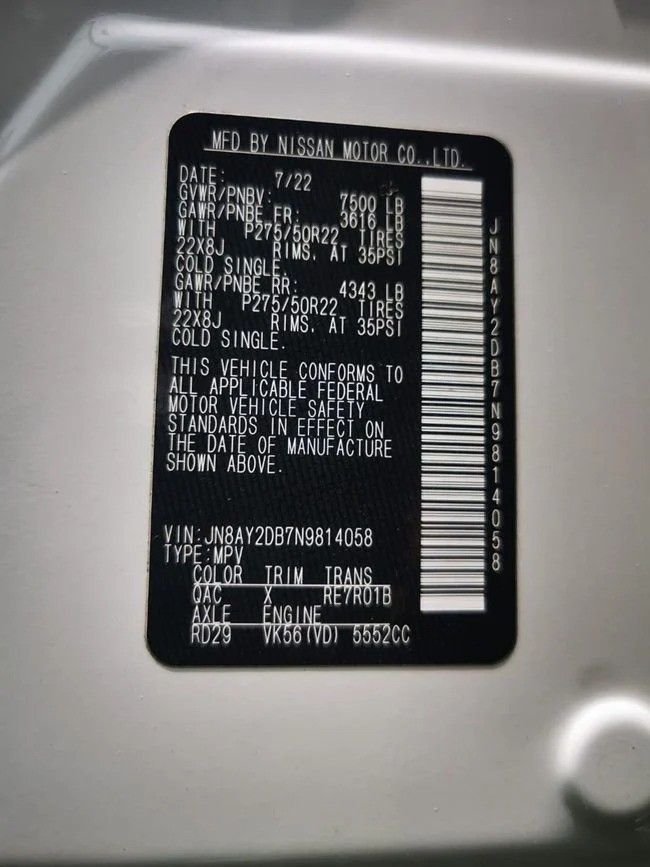 MFD BY NISSAN MOTOR CO.,LTD.
DATE: 7/22
GVWR/PNBV: 7500 LB
GAWR/PNBE FR: 3616 LB
WITH P275/50R22 TIRES
22X8J RIMS, AT 35PSI
COLD SINGLE.
GAWR/PNBE RR: 4343 LB
WITH P275/50R22 TIRES
22X8J RIMS, AT 35PSI
COLD SINGLE.
THIS VEHICLE CONFORMS TO
ALL APPLICABLE FEDERAL
MOTOR VEHICLE SAFETY
STANDARDS IN EFFECT ON
THE DATE OF MANUFACTURE
SHOWN ABOVE.
VIN:JN8AY2DB7N9814058
TYPE:MPV
COLOR TRIM TRANS
QAC X RE7R01B
AXLE ENGINE
RD29 VK56(VD) 5552CC
JN8AY2DB7N9814058